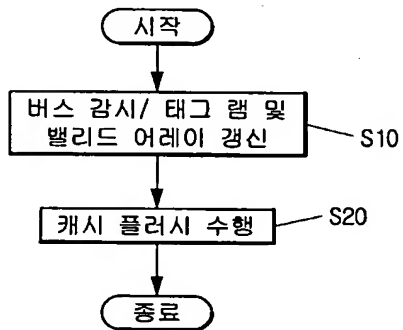 시작
버스 감시/ 태그 램 및
밸리드 어레이 갱신
S10
캐시 플러시 수행
S20
종료